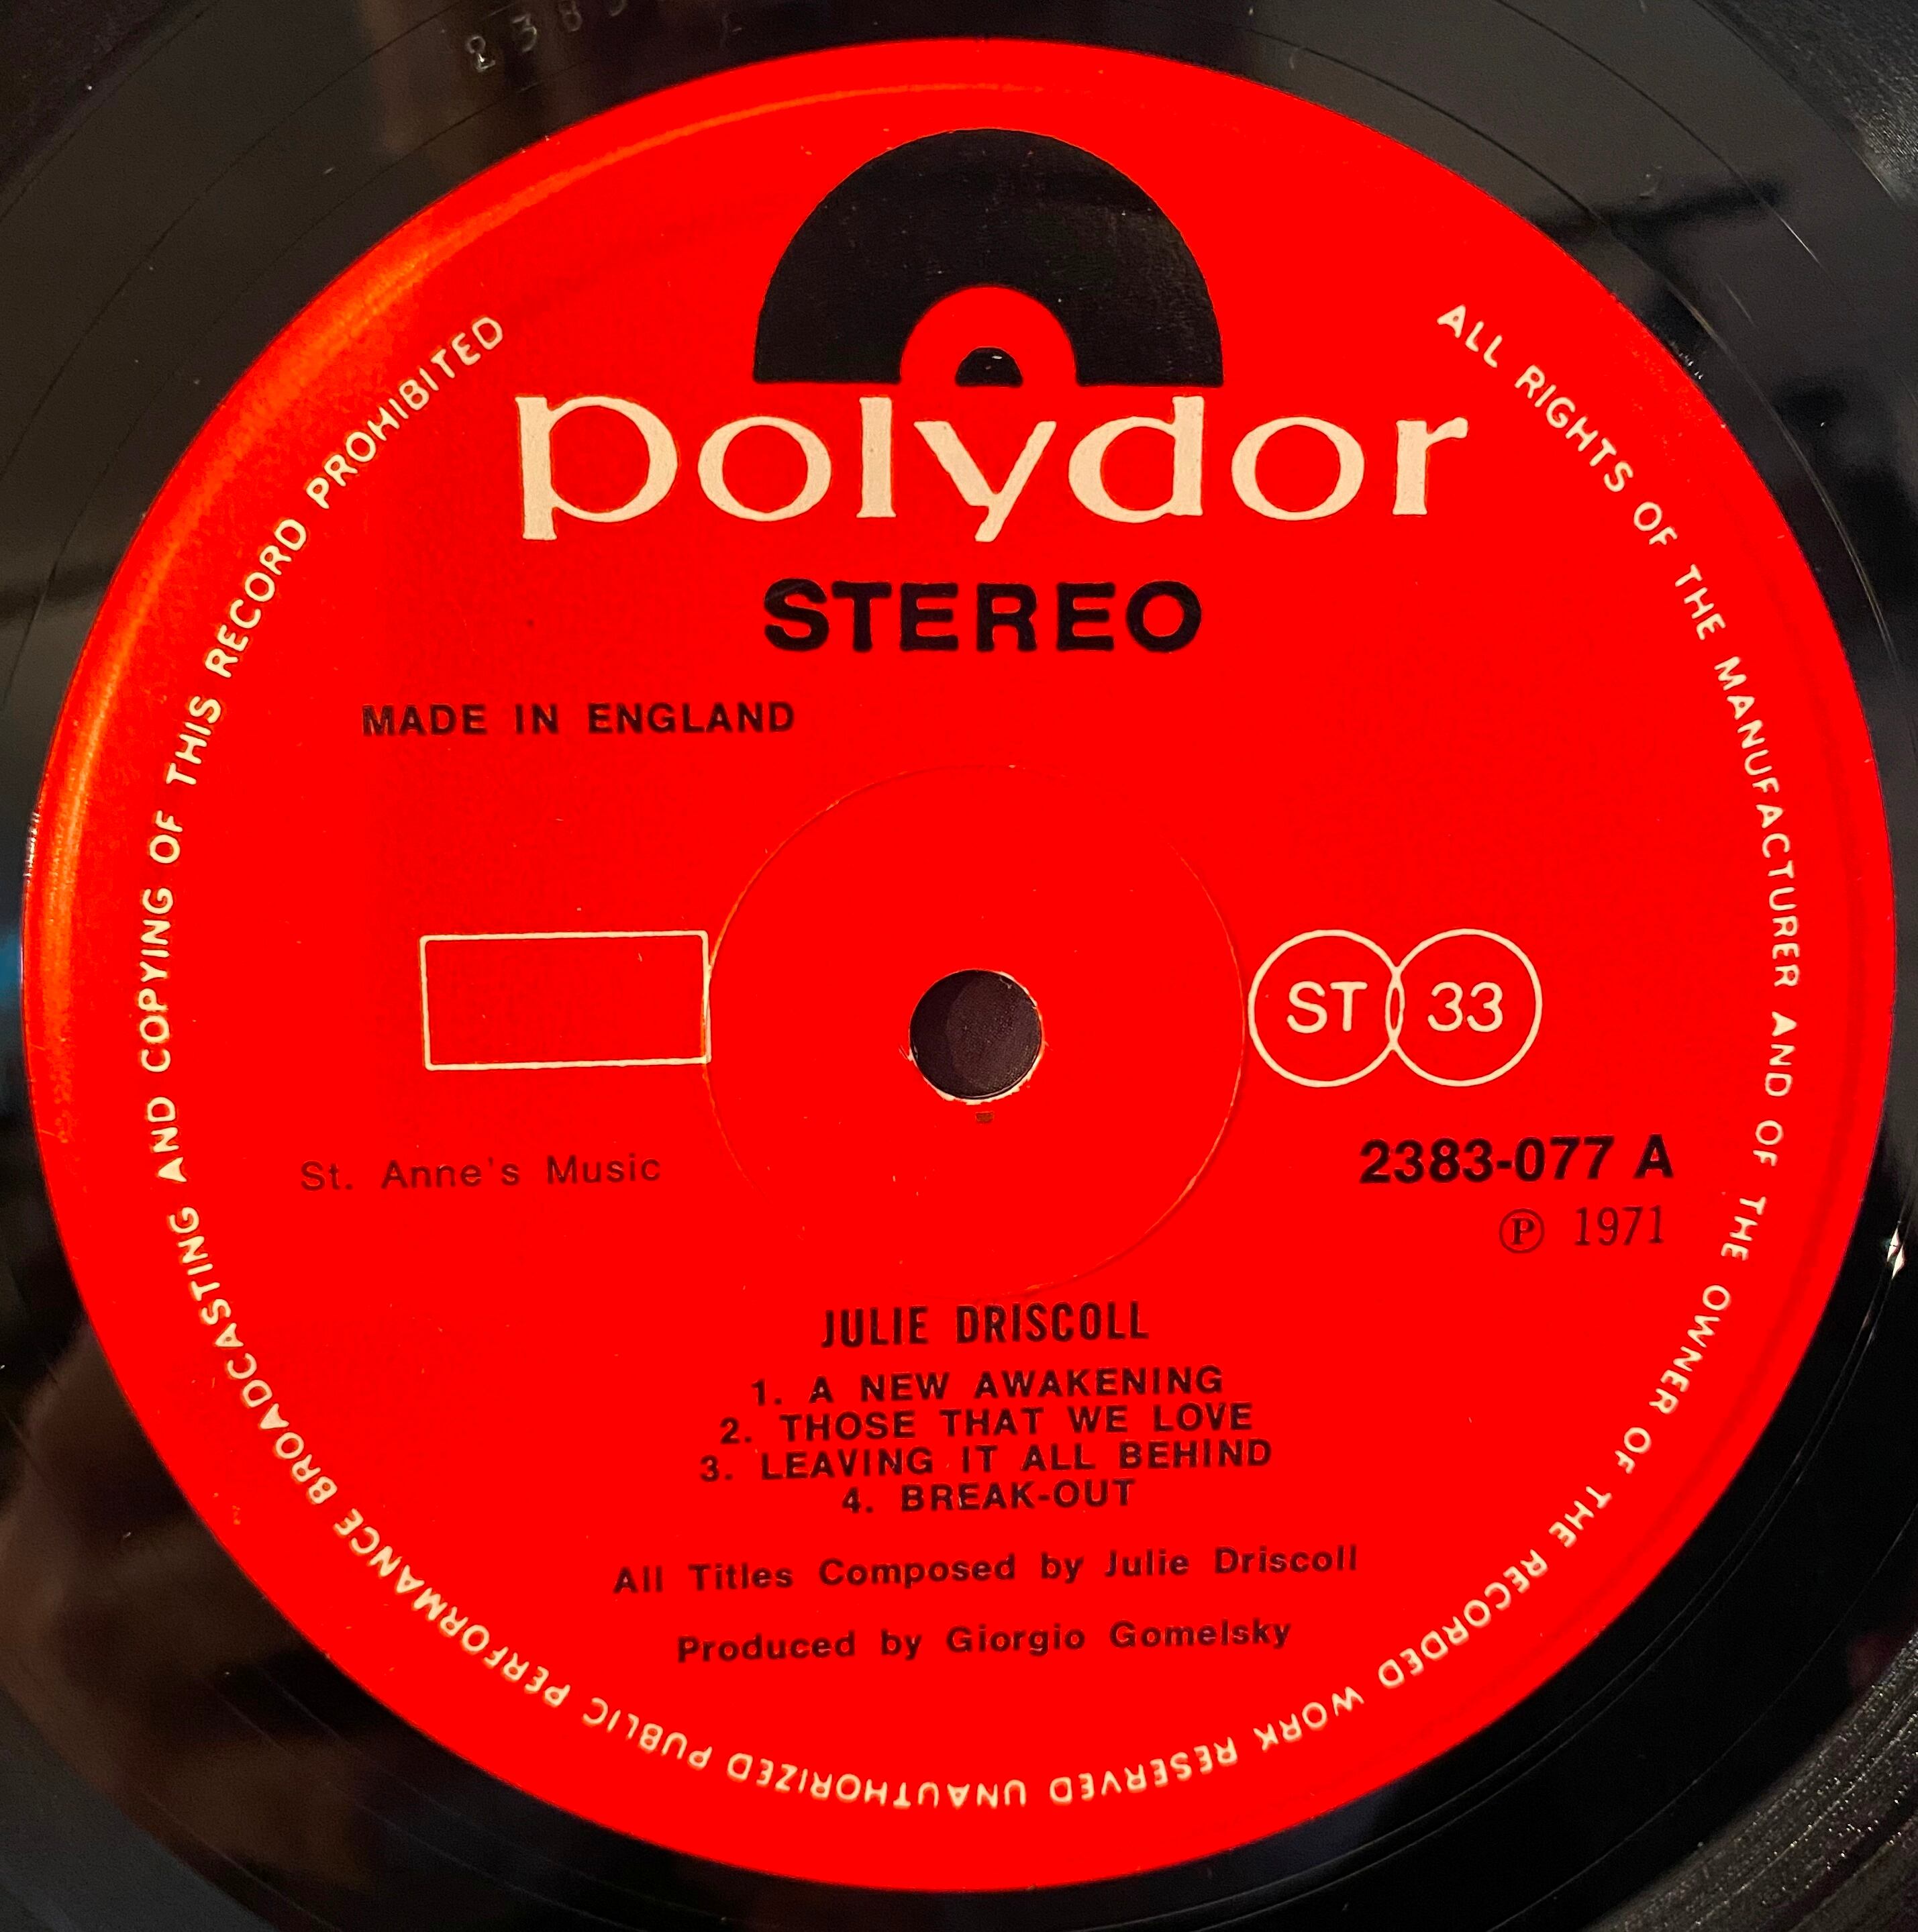 2383
polydor
STEREO
MADE IN ENGLAND
ST 33
St. Anne's Music
2383-077 A
Ⓟ 1971
JULIE DRISCOLL
1. A NEW AWAKENING
2. THOSE THAT WE LOVE
3. LEAVING IT ALL BEHIND
4. BREAK-OUT
All Titles Composed by Julie Driscoll
Produced by Giorgio Gomelsky
ALL RIGHTS OF THE MANUFACTURER AND OF THE OWNER OF THE RECORDED WORK RESERVED UNAUTHORIZED PUBLIC PERFORMANCE BROADCASTING AND COPYING OF THIS RECORD PROHIBITED